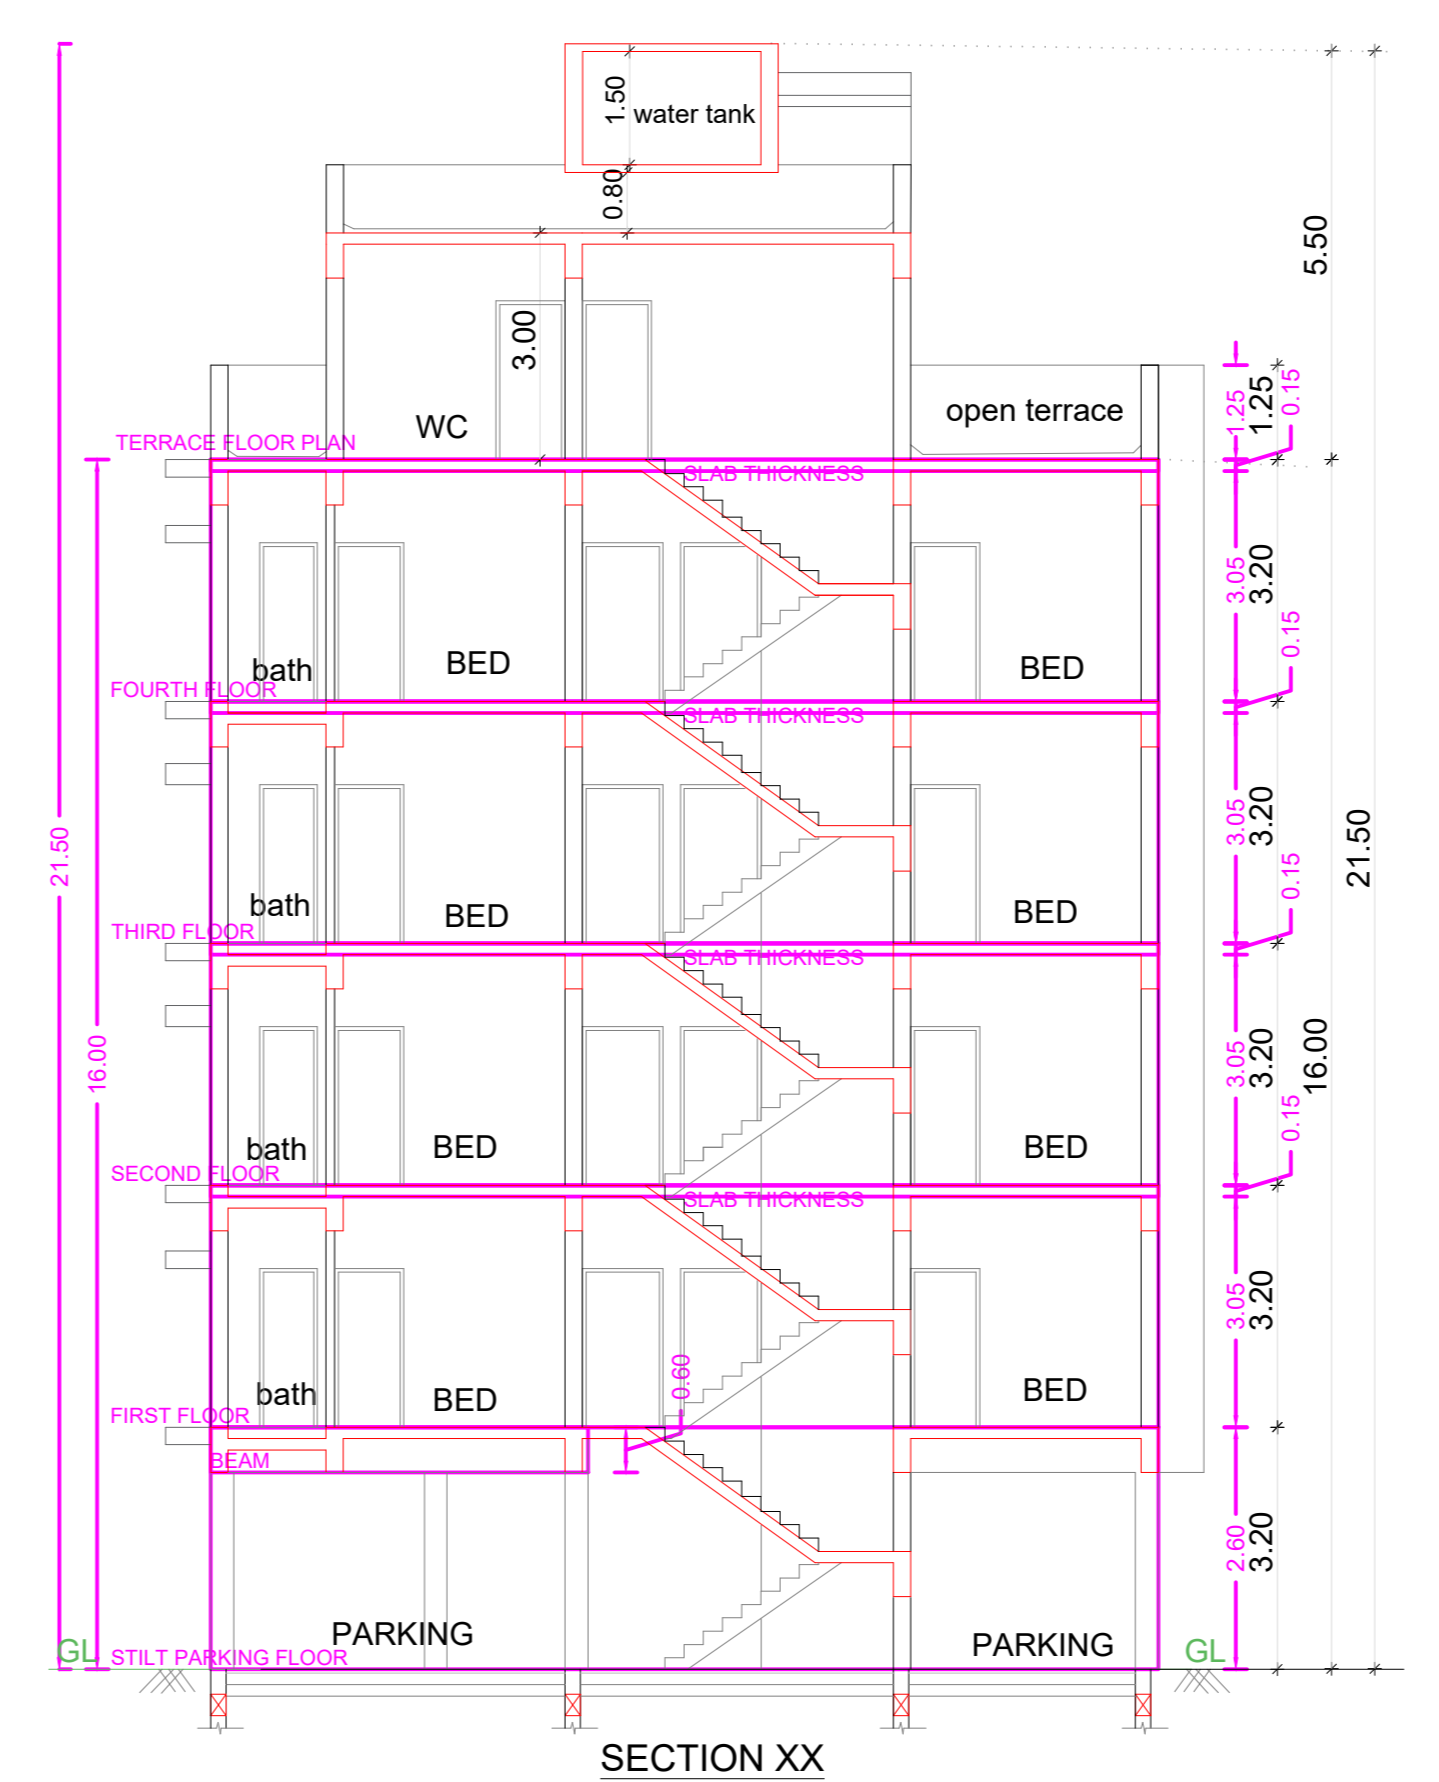 1.50
water tank
0.80
5.50
3.00
WC
open terrace
1.25
1.25
0.15
TERRACE FLOOR PLAN
SLAB THICKNESS
3.05
3.20
0.15
bath
BED
BED
FOURTH FLOOR
SLAB THICKNESS
21.50
3.05
3.20
21.50
0.15
bath
BED
BED
THIRD FLOOR
SLAB THICKNESS
16.00
3.05
3.20
16.00
0.15
bath
BED
BED
SECOND FLOOR
SLAB THICKNESS
3.05
3.20
0.60
bath
BED
BED
FIRST FLOOR
BEAM
2.60
3.20
PARKING
PARKING
GL
STILT PARKING FLOOR
GL
SECTION XX